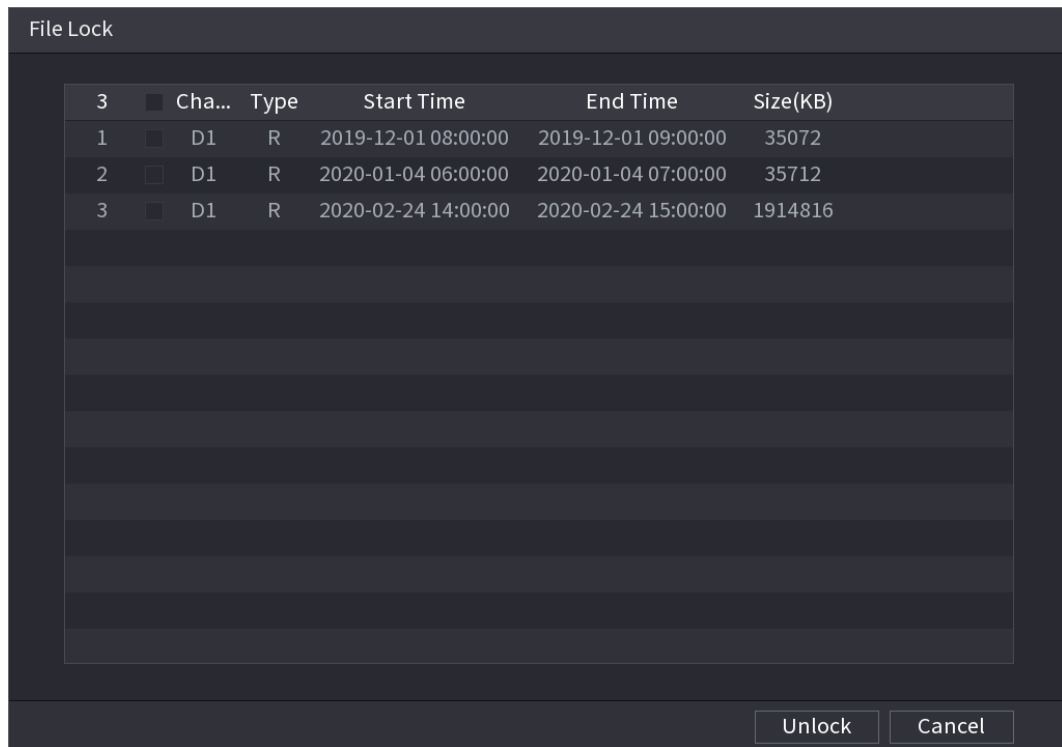 File Lock
3 Cha... Type Start Time End Time Size(KB)
1 D1 R 2019-12-01 08:00:00 2019-12-01 09:00:00 35072
2 D1 R 2020-01-04 06:00:00 2020-01-04 07:00:00 35712
3 D1 R 2020-02-24 14:00:00 2020-02-24 15:00:00 1914816
Unlock Cancel